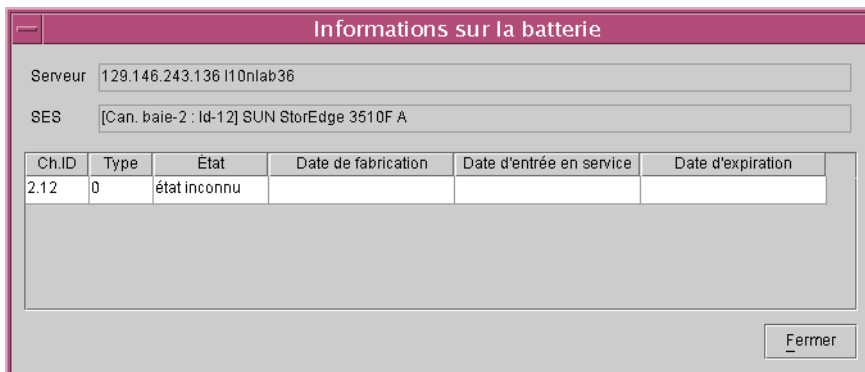 Informations sur la batterie
Serveur 129.146.243.136 l10nlab36
SES [Can. baie-2 : Id-12] SUN StorEdge 3510F A
Ch.ID Type État Date de fabrication Date d'entrée en service Date d'expiration
2.12 0 état inconnu
Fermer